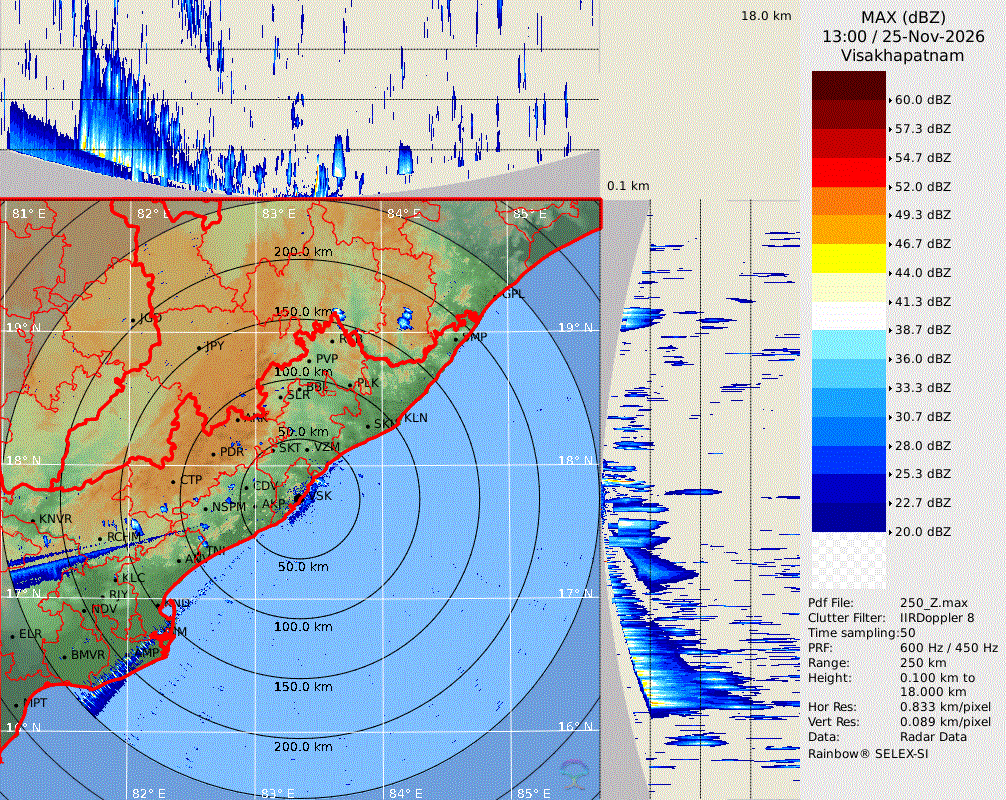 18.0 km
MAX (dBZ)
13:00 / 25-Nov-2026
Visakhapatnam
60.0 dBZ
57.3 dBZ
54.7 dBZ
52.0 dBZ
49.3 dBZ
46.7 dBZ
44.0 dBZ
41.3 dBZ
38.7 dBZ
36.0 dBZ
33.3 dBZ
30.7 dBZ
28.0 dBZ
25.3 dBZ
22.7 dBZ
20.0 dBZ
0.1 km
81° E 82° E 83° E 84° E 85° E
200.0 km
GPL
150.0 km
JGD
19° N 19° N
JPY
PVP
100.0 km
BBL PLK
SLR
SKM KLN
50.0 km
PDR SKT VZM
18° N 18° N
CTP
NSPM AKP
KNVR
TNI
50.0 km
KLC
RJY
17° N 17° N
NDV
100.0 km
ELR
BMVR
150.0 km
16° N
200.0 km
82° E 83° E 84° E 85° E
Pdf File: 250_Z.max
Clutter Filter: IIRDoppler 8
Time sampling:50
PRF: 600 Hz / 450 Hz
Range: 250 km
Height: 0.100 km to
18.000 km
Hor Res: 0.833 km/pixel
Vert Res: 0.089 km/pixel
Data: Radar Data
Rainbow® SELEX-SI